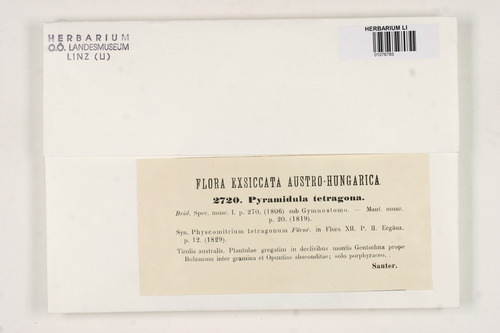 HERBARIUM
O.Ö. LANDESMUSEUM
LINZ (LI)
HERBARIUM LI
FLORA EXSICCATA AUSTRO-HUNGARICA.
2720. Pyramidula tetragona.
Brid. Spec. musc. I. p. 270. (1806) sub Gymnostomo. — Mant. musc.
p. 20. (1819).
Syn. Physcomitrium tetragonum Fürnr. in Flora XII. P. II. Ergänz.
p. 12. (1829).
Tirolis australis. Plantulae gregatim in declivibus montis Gentschna prope
Bolzanum inter gramina et Opuntias absconditae; solo porphyraceo.
Sauter.